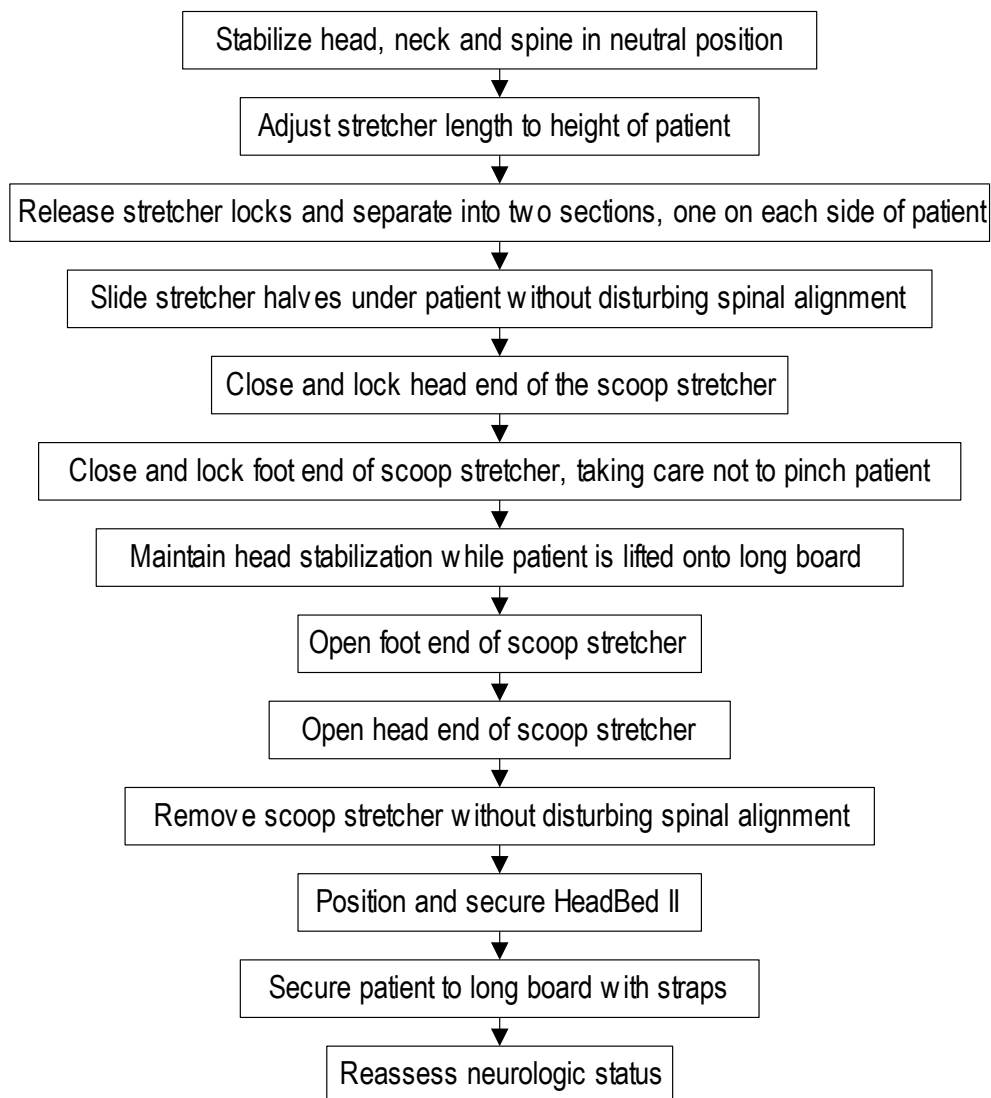 Stabilize head, neck and spine in neutral position
Adjust stretcher length to height of patient
Release stretcher locks and separate into two sections, one on each side of patient
Slide stretcher halves under patient without disturbing spinal alignment
Close and lock head end of the scoop stretcher
Close and lock foot end of scoop stretcher, taking care not to pinch patient
Maintain head stabilization while patient is lifted onto long board
Open foot end of scoop stretcher
Open head end of scoop stretcher
Remove scoop stretcher without disturbing spinal alignment
Position and secure HeadBed II
Secure patient to long board with straps
Reassess neurologic status